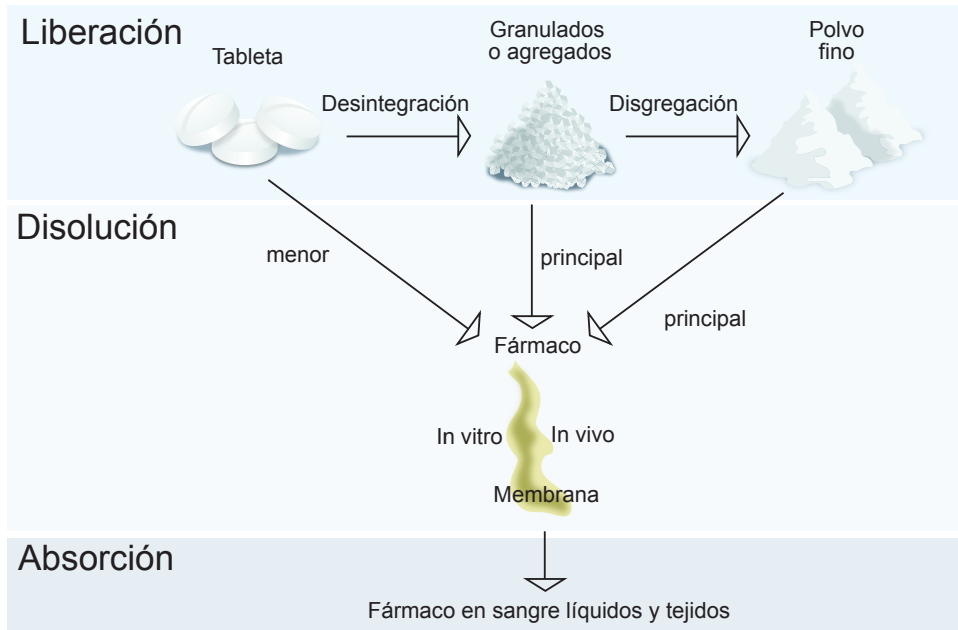 Liberación
Tableta
Granulados
o agregados
Polvo
fino
Desintegración
Disgregación
Disolución
menor
principal
principal
Fármaco
In vitro
In vivo
Membrana
Absorción
Fármaco en sangre líquidos y tejidos